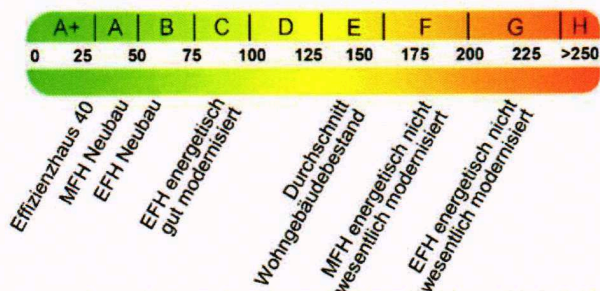 A+ A B C D E F G H
0 25 50 75 100 125 150 175 200 225 >250
Effizienzhaus 40
MFH Neubau
EFH Neubau
EFH energetisch
gut modernisiert
Durchschnitt
Wohngebäudebestand
MFH energetisch nicht
wesentlich modernisiert
EFH energetisch nicht
wesentlich modernisiert